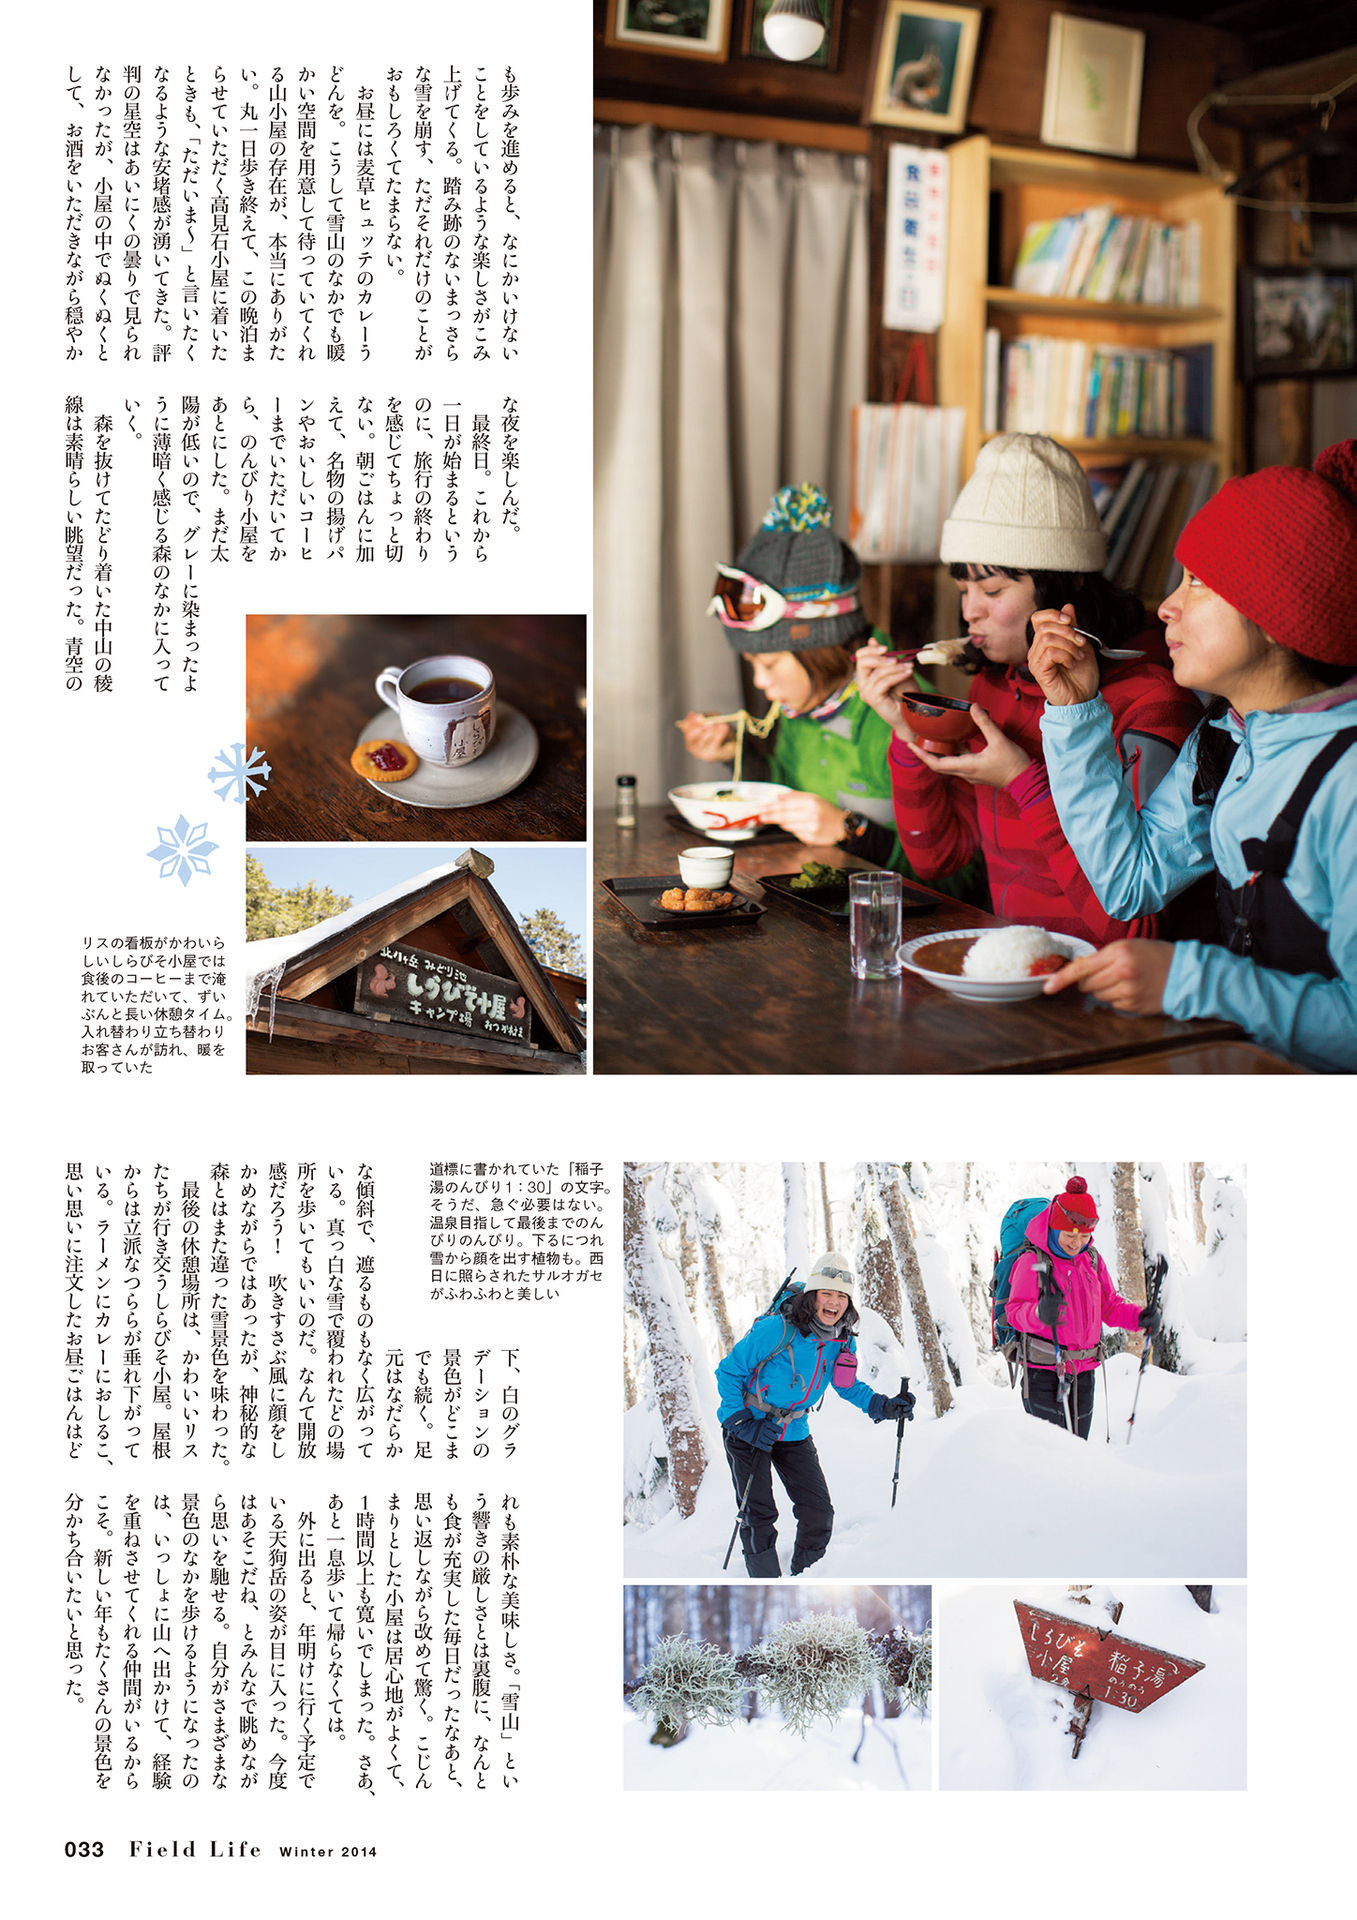 も歩みを進めると、なにかいけない
ことをしているような楽しさがこみ
上げてくる。踏み跡のないまっさら
な雪を崩す、ただそれだけのことが
おもしろくてたまらない。
お昼には麦草ヒュッテのカレーう
どんを。こうして雪山のなかでも暖
かい空間を用意して待っていてくれ
る山小屋の存在が、本当にありがた
い。丸一日歩き終えて、この晩泊ま
らせていただく高見石小屋に着いた
ときも、「ただいま〜」と言いたく
なるような安堵感が湧いてきた。評
判の星空はあいにくの曇りで見られ
なかったが、小屋の中でぬくぬくと
して、お酒をいただきながら穏やか
な夜を楽しんだ。
最終日。これから
一日が始まるという
のに、旅行の終わり
を感じてちょっと切
ない。朝ごはんに加
えて、名物の揚げパ
ンやおいしいコーヒ
ーまでいただいてか
ら、のんびり小屋を
あとにした。まだ太
陽が低いので、グレーに染まったよ
うに薄暗く感じる森のなかに入って
いく。
森を抜けてたどり着いた中山の稜
線は素晴らしい眺望だった。青空の
しらびそ
小屋
北八ヶ岳 みどり池
しらびそ小屋
キャンプ場
リスの看板がかわいら
しいしらびそ小屋では
食後のコーヒーまで淹
れていただいて、ずい
ぶんと長い休憩タイム。
入れ替わり立ち替わり
お客さんが訪れ、暖を
取っていた
道標に書かれていた「稲子
湯のんびり1：30」の文字。
そうだ、急ぐ必要はない。
温泉目指して最後までのん
びりのんびり。下るにつれ
雪から顔を出す植物も。西
日に照らされたサルオガセ
がふわふわと美しい
下、白のグラ
デーションの
景色がどこま
でも続く。足
元はなだらか
な傾斜で、遮るものもなく広がって
いる。真っ白な雪で覆われたどの場
所を歩いてもいいのだ。なんて開放
感だろう！　吹きすさぶ風に顔をし
かめながらではあったが、神秘的な
森とはまた違った雪景色を味わった。
最後の休憩場所は、かわいいリス
たちが行き交うしらびそ小屋。屋根
からは立派なつららが垂れ下がって
いる。ラーメンにカレーにおしるこ、
思い思いに注文したお昼ごはんはど
れも素朴な美味しさ。「雪山」とい
う響きの厳しさとは裏腹に、なんと
も食が充実した毎日だったなあと、
思い返しながら改めて驚く。こじん
まりとした小屋は居心地がよくて、
1時間以上も寛いでしまった。さあ、
あと一息歩いて帰らなくては。
外に出ると、年明けに行く予定で
いる天狗岳の姿が目に入った。今度
はあそこだね、とみんなで眺めなが
ら思いを馳せる。自分がさまざまな
景色のなかを歩けるようになったの
は、いっしょに山へ出かけて、経験
を重ねさせてくれる仲間がいるから
こそ。新しい年もたくさんの景色を
分かち合いたいと思った。
しらびそ
小屋
稲子湯
1:30
033 Field Life Winter 2014